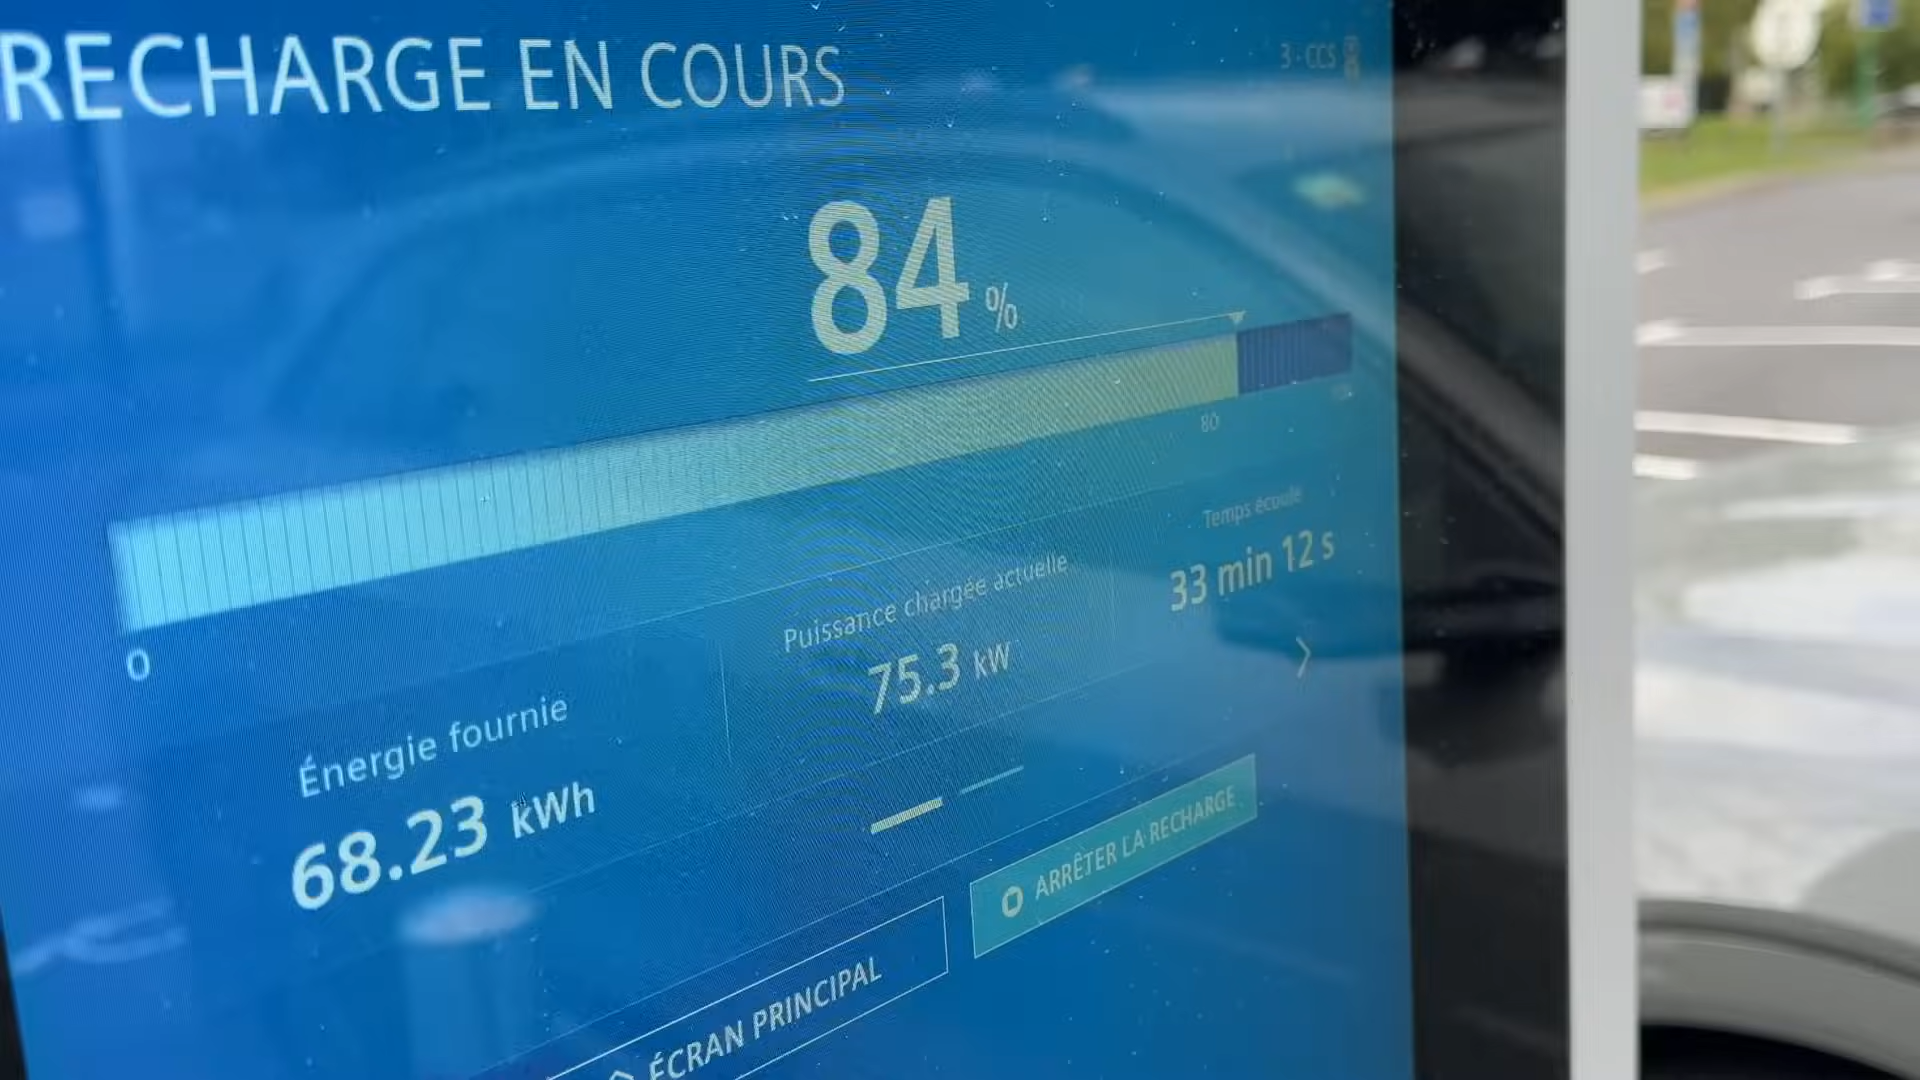 RECHARGE EN COURS
3 - CCS
84 %
0
80
Énergie fournie
68.23 kWh
Puissance chargée actuelle
75.3 kW
Temps écoulé
33 min 12 s
ÉCRAN PRINCIPAL
ARRÊTER LA RECHARGE